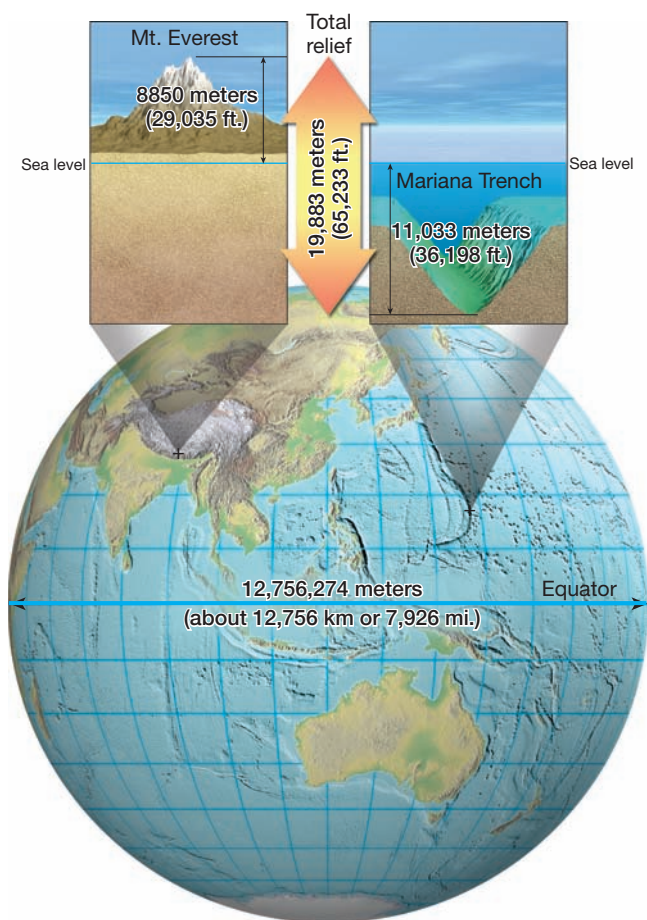 Mt. Everest
8850 meters
(29,035 ft.)
Sea level
Total
relief
19,883 meters
(65,233 ft.)
Sea level
Mariana Trench
11,033 meters
(36,198 ft.)
12,756,274 meters
Equator
(about 12,756 km or 7,926 mi.)